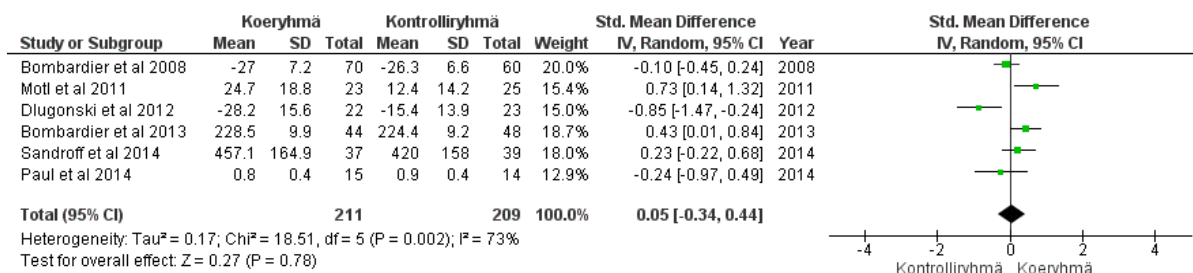 Koeryhmä Kontrolliryhmä Std. Mean Difference Std. Mean Difference
Study or Subgroup Mean SD Total Mean SD Total Weight IV, Random, 95% CI Year IV, Random, 95% CI
Bombardier et al 2008 -27 7.2 70 -26.3 6.6 60 20.0% -0.10 [-0.45, 0.24] 2008
Motl et al 2011 24.7 18.8 23 12.4 14.2 25 15.4% 0.73 [0.14, 1.32] 2011
Dlugonski et al 2012 -28.2 15.6 22 -15.4 13.9 23 15.0% -0.85 [-1.47, -0.24] 2012
Bombardier et al 2013 228.5 9.9 44 224.4 9.2 48 18.7% 0.43 [0.01, 0.84] 2013
Sandroff et al 2014 457.1 164.9 37 420 158 39 18.0% 0.23 [-0.22, 0.68] 2014
Paul et al 2014 0.8 0.4 15 0.9 0.4 14 12.9% -0.24 [-0.97, 0.49] 2014
Total (95% CI) 211 209 100.0% 0.05 [-0.34, 0.44]
Heterogeneity: Tau² = 0.17; Chi² = 18.51, df = 5 (P = 0.002); I² = 73%
Test for overall effect: Z = 0.27 (P = 0.78)
-4 -2 0 2 4
Kontrolliryhmä Koeryhmä